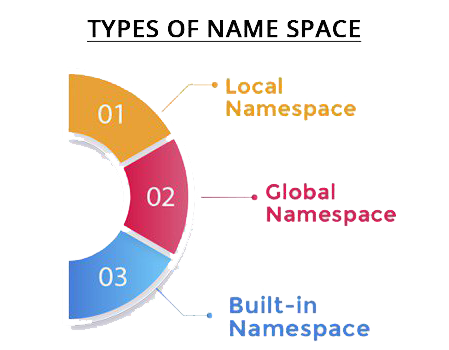 TYPES OF NAME SPACE
01
Local
Namespace
02
Global
Namespace
03
Built-in
Namespace